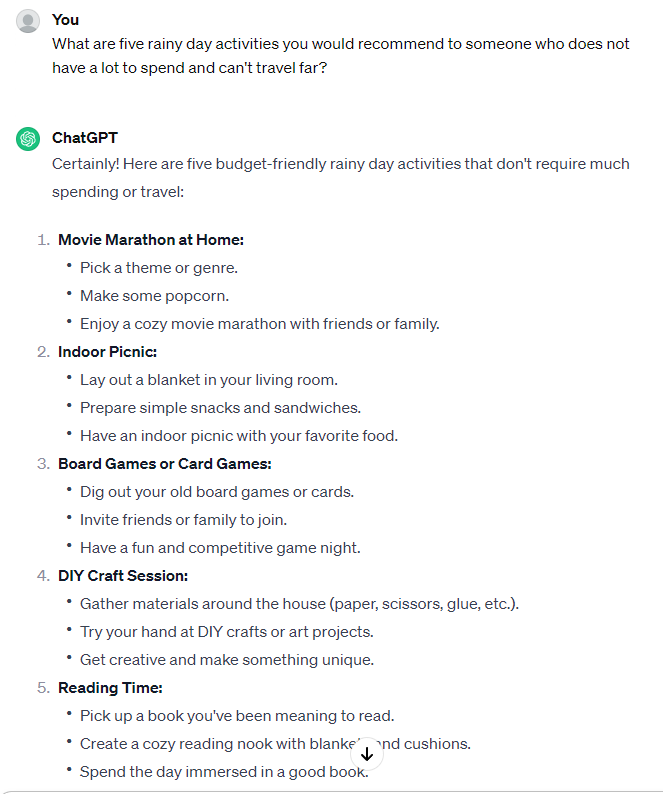 You
What are five rainy day activities you would recommend to someone who does not
have a lot to spend and can't travel far?
ChatGPT
Certainly! Here are five budget-friendly rainy day activities that don't require much
spending or travel:
1. Movie Marathon at Home:
• Pick a theme or genre.
• Make some popcorn.
• Enjoy a cozy movie marathon with friends or family.
2. Indoor Picnic:
• Lay out a blanket in your living room.
• Prepare simple snacks and sandwiches.
• Have an indoor picnic with your favorite food.
3. Board Games or Card Games:
• Dig out your old board games or cards.
• Invite friends or family to join.
• Have a fun and competitive game night.
4. DIY Craft Session:
• Gather materials around the house (paper, scissors, glue, etc.).
• Try your hand at DIY crafts or art projects.
• Get creative and make something unique.
5. Reading Time:
• Pick up a book you've been meaning to read.
• Create a cozy reading nook with blankets and cushions.
• Spend the day immersed in a good book.